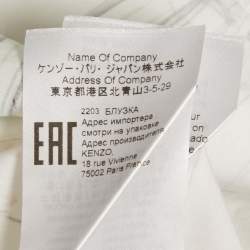 Name Of Company
ケンゾー・パリ・ジャパン株式会社
Address Of Company
東京都港区北青山3-5-29
EAC
2203 БЛУЗКА
Адрес импортера
смотри на упаковке
KENZO,
18 rue Vivienne
75002 Paris France